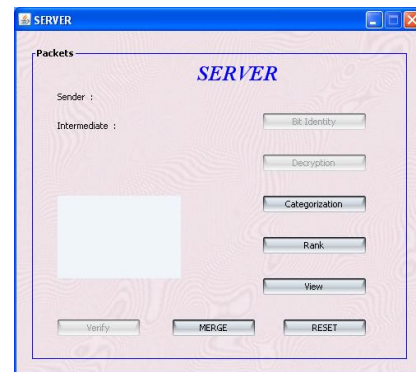 SERVER
Packets
SERVER
Sender :
Intermediate :
Bit Identity
Decryption
Categorization
Rank
View
Verify MERGE RESET